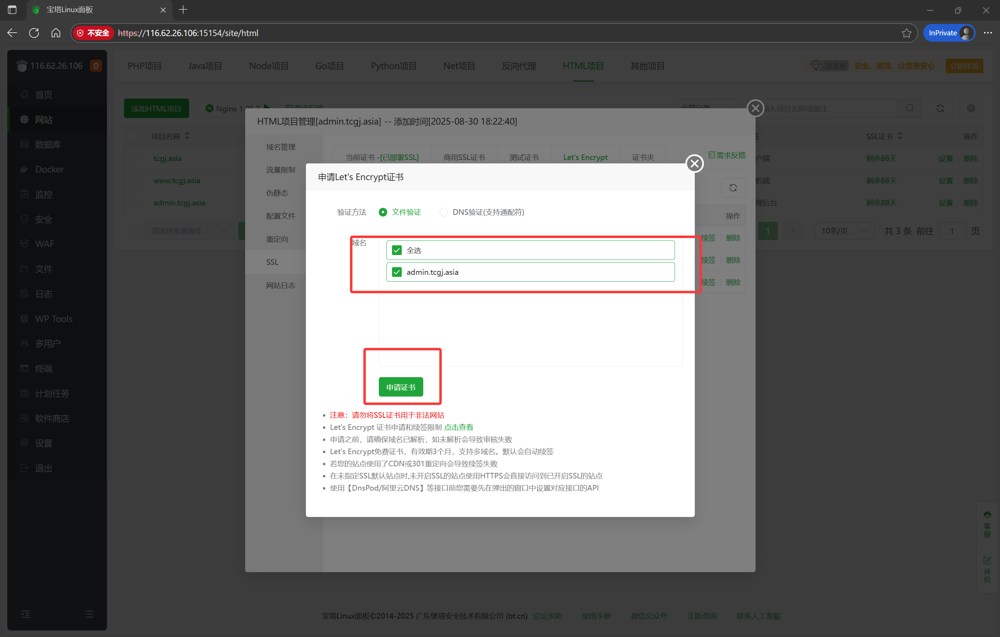 宝塔Linux面板
不安全 https://116.62.26.106:15154/site/html
InPrivate
116.62.26.106 0
PHP项目 Java项目 Node项目 Go项目 Python项目 Net项目 反向代理 HTML项目 其他项目
企业版 安全、高效、让您更安心 立即体验
首页
网站
数据库
Docker
监控
安全
WAF
文件
日志
WP Tools
多用户
终端
计划任务
软件商店
设置
退出
添加HTML项目 Nginx 需求反馈 全部分类 输入项目名称或备注
项目名称 SSL证书 操作
tcgj.asia 户端 剩余88天 设置 删除
www.tcgj.asia 机端 剩余88天 设置 删除
admin.tcgj.asia 理后台 剩余88天 设置 删除
请选择批量操作 1 10条/页 共 3 条 前往 1 页
HTML项目管理[admin.tcgj.asia] -- 添加时间[2025-08-30 18:22:40]
域名管理
流量限制
伪静态
配置文件
重定向
SSL
网站日志
当前证书 -[已部署SSL] 商用SSL证书 测试证书 Let's Encrypt 证书夹 需求反馈
操作
续签 删除
续签 删除
续签 删除
申请Let's Encrypt证书
验证方法 文件验证 DNS验证(支持通配符)
域名 全选
admin.tcgj.asia
申请证书
注意：请勿将SSL证书用于非法网站
Let's Encrypt 证书申请和续签限制 点击查看
申请之前，请确保域名已解析，如未解析会导致审核失败
Let's Encrypt免费证书，有效期3个月，支持多域名。默认会自动续签
若您的站点使用了CDN或301重定向会导致续签失败
在未指定SSL默认站点时,未开启SSL的站点使用HTTPS会直接访问到已开启SSL的站点
使用【DnsPod/阿里云DNS】等接口前您需要先在弹出的窗口中设置对应接口的API
客服
评价
宝塔Linux面板©2014-2025 广东堡塔安全技术有限公司 (bt.cn) 论坛求助 使用手册 微信公众号 正版查询 联系人工客服